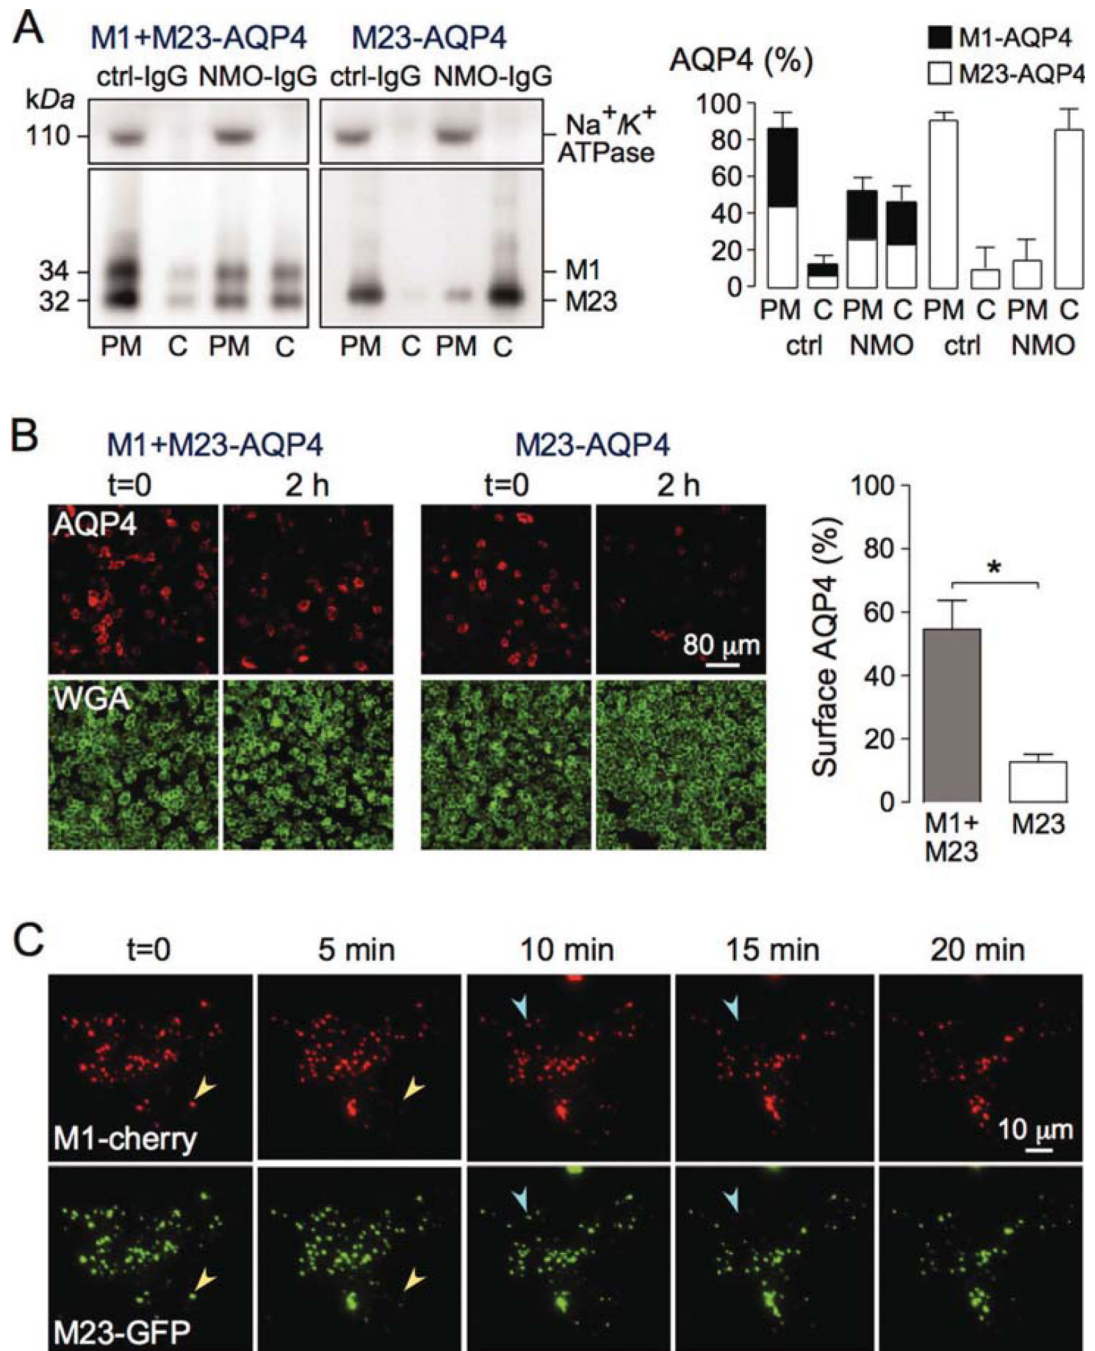 A
M1+M23-AQP4
M23-AQP4
ctrl-IgG NMO-IgG
ctrl-IgG NMO-IgG
kDa
110
Na+/K+
ATPase
34
32
M1
M23
PM C PM C
PM C PM C
AQP4 (%)
M1-AQP4
M23-AQP4
100
80
60
40
20
0
PM C PM C PM C PM C
ctrl NMO ctrl NMO
B
M1+M23-AQP4
M23-AQP4
t=0 2 h
t=0 2 h
AQP4
80 µm
WGA
Surface AQP4 (%)
100
80
60
40
20
0
*
M1+
M23
M23
C
t=0 5 min 10 min 15 min 20 min
M1-cherry
10 µm
M23-GFP